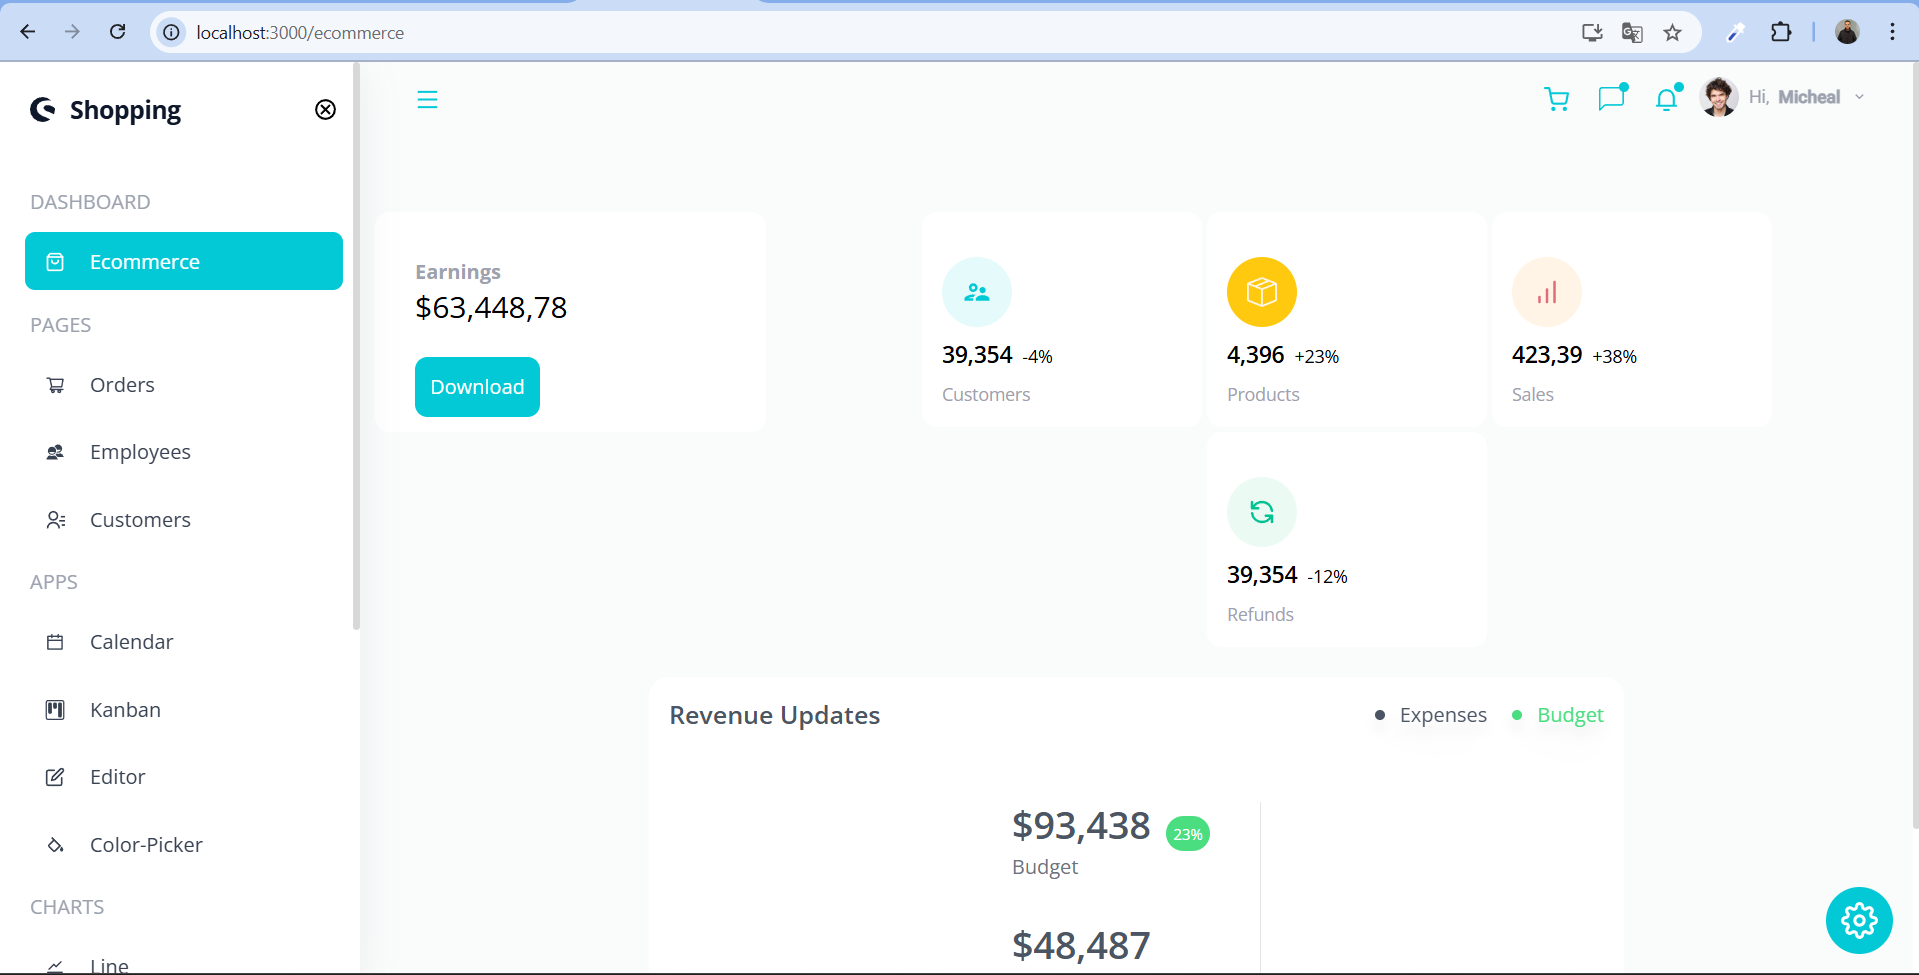 localhost:3000/ecommerce
Shopping
Hi, Micheal
DASHBOARD
Ecommerce
PAGES
Orders
Employees
Customers
APPS
Calendar
Kanban
Editor
Color-Picker
CHARTS
Line
Earnings
$63,448,78
Download
39,354 -4%
Customers
4,396 +23%
Products
423,39 +38%
Sales
39,354 -12%
Refunds
Revenue Updates
Expenses
Budget
$93,438 23%
Budget
$48,487